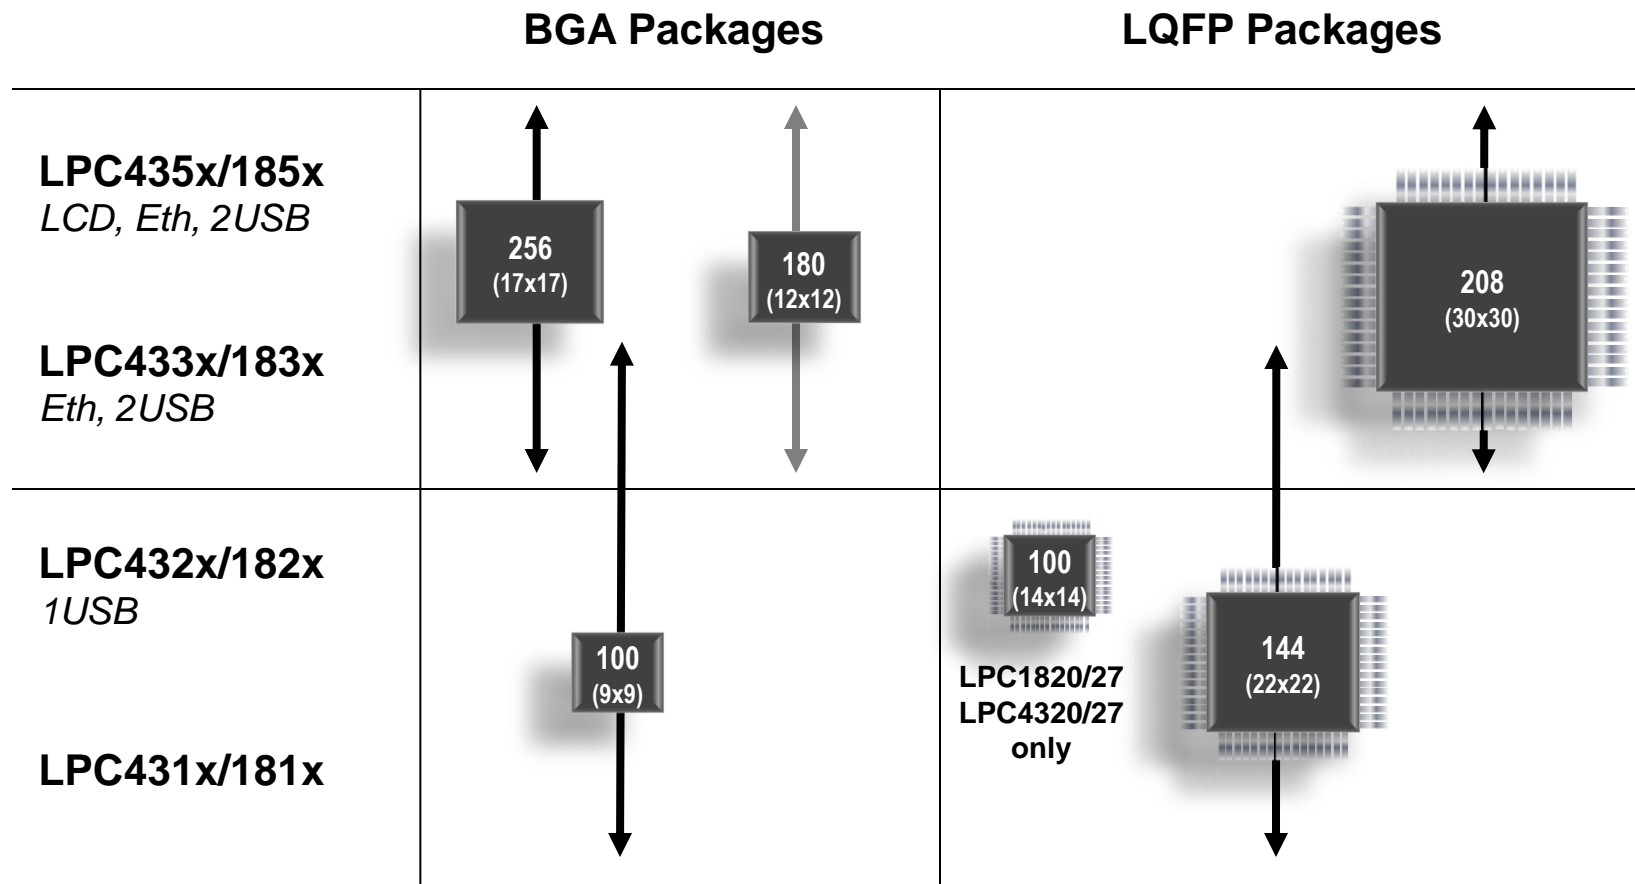 BGA Packages
LQFP Packages
LPC435x/185x
LCD, Eth, 2USB
256
(17x17)
180
(12x12)
208
(30x30)
LPC433x/183x
Eth, 2USB
LPC432x/182x
1USB
100
(9x9)
100
(14x14)
LPC1820/27
LPC4320/27
only
144
(22x22)
LPC431x/181x